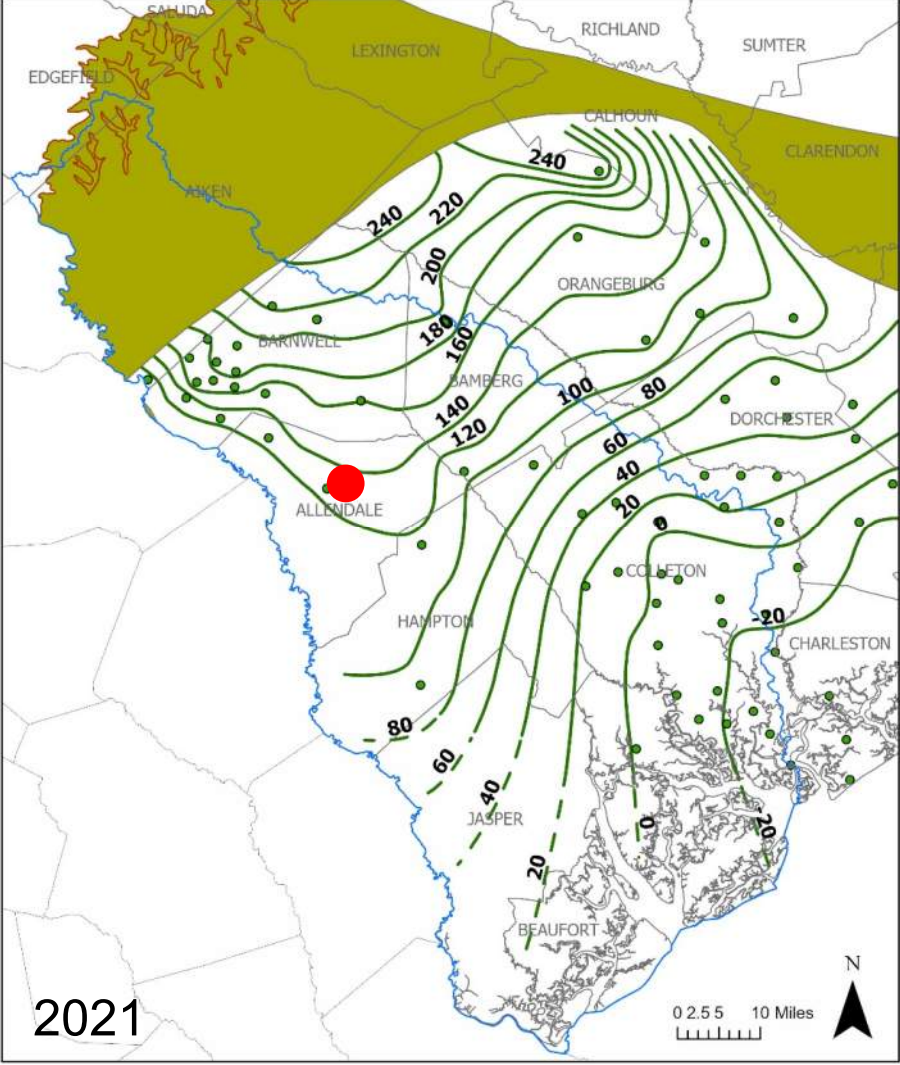 SALUDA
RICHLAND
LEXINGTON
SUMTER
EDGEFIELD
CALHOUN
CLARENDON
240
AIKEN
220
240
200
ORANGEBURG
180
BARNWELL
160
BAMBERG
100
80
140
DORCHESTER
120
60
40
20
ALLENDALE
0
COLLETON
-20
HAMPTON
CHARLESTON
80
60
40
JASPER
0
-20
20
BEAUFORT
N
2021
0 2.5 5 10 Miles